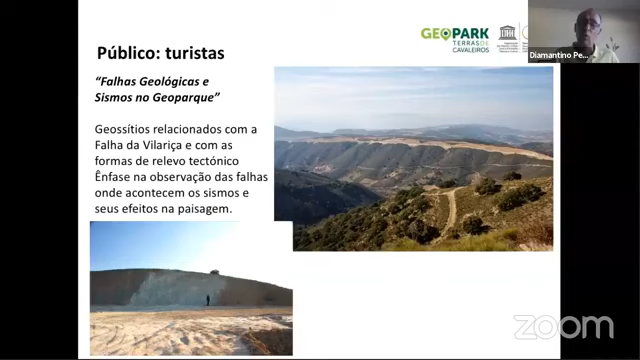 Público: turistas
GEOPARK
TERRAS DE
CAVALEIROS
Diamantino Pe...
“Falhas Geológicas e
Sismos no Geoparque”
Geossítios relacionados com a
Falha da Vilariça e com as
formas de relevo tectónico
Ênfase na observação das falhas
onde acontecem os sismos e
seus efeitos na paisagem.
zoom